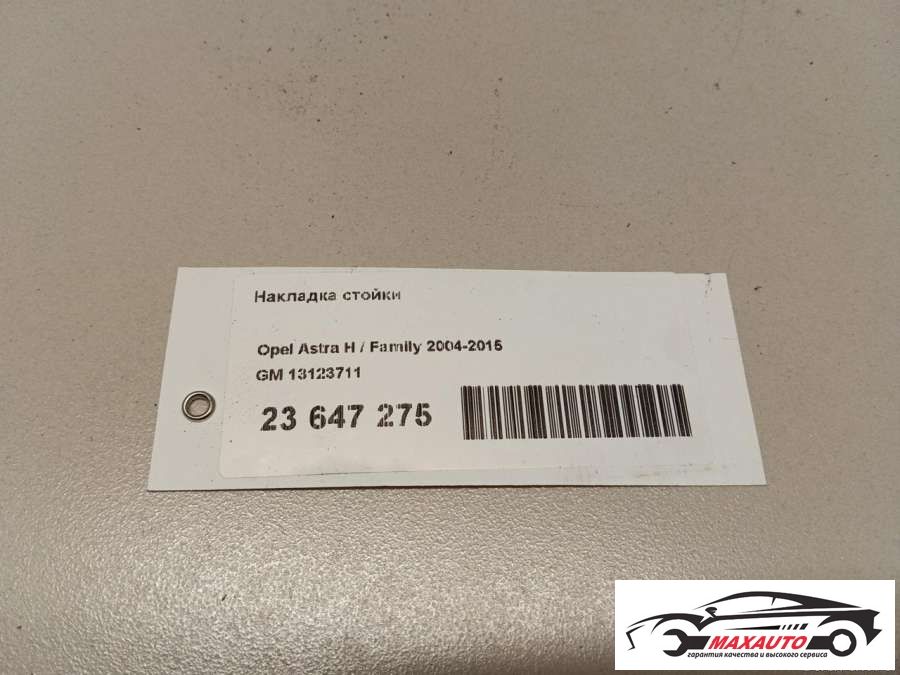 Накладка стойки
Opel Astra H / Family 2004-2015
GM 13123711
23 647 275
MAXAUTO
гарантия качества и высокого сервиса